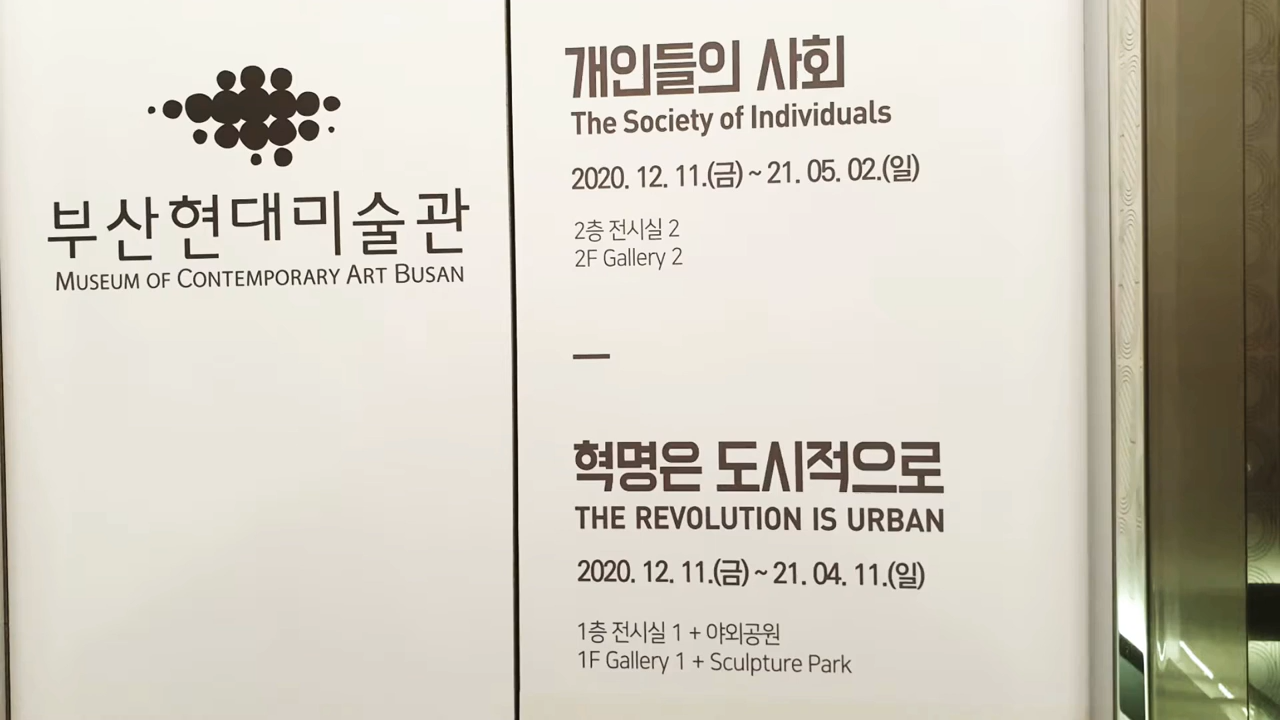 부산현대미술관
MUSEUM OF CONTEMPORARY ART BUSAN
개인들의 사회
The Society of Individuals
2020. 12. 11.(금) ~ 21. 05. 02.(일)
2층 전시실 2
2F Gallery 2
—
혁명은 도시적으로
THE REVOLUTION IS URBAN
2020. 12. 11.(금) ~ 21. 04. 11.(일)
1층 전시실 1 + 야외공원
1F Gallery 1 + Sculpture Park